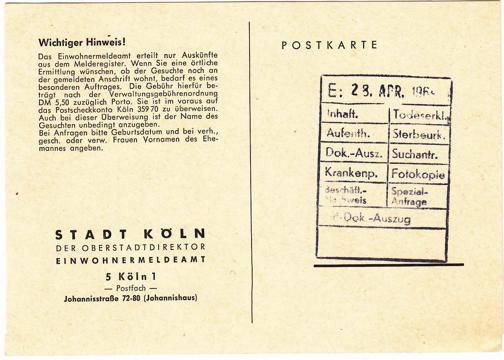 Wichtiger Hinweis!
Das Einwohnermeldeamt erteilt nur Auskünfte
aus dem Melderegister. Wenn Sie eine örtliche
Ermittlung wünschen, ob der Gesuchte noch an
der gemeldeten Anschrift wohnt, bedarf es eines
besonderen Auftrages. Die Gebühr hierfür be-
trägt nach der Verwaltungsgebührenordnung
DM 5,50 zuzüglich Porto. Sie ist im voraus auf
das Postscheckkonto Köln 359 70 zu überweisen.
Auch bei dieser Überweisung ist der Name des
Gesuchten unbedingt anzugeben.
Bei Anfragen bitte Geburtsdatum und bei verh.,
gesch. oder verw. Frauen Vornamen des Ehe-
mannes angeben.
STADT KÖLN
DER OBERSTADTDIREKTOR
EINWOHNERMELDEAMT
5 Köln 1
— Postfach —
Johannisstraße 72-80 (Johannishaus)
POSTKARTE
E: 28. APR.
Inhaft. Todeserkl.
Aufenth. Sterbeurk.
Dok.-Ausz. Suchantr.
Krankenp. Fotokopie
Geschäftl.- Spezial-
Anfrage
-Dok.-Auszug